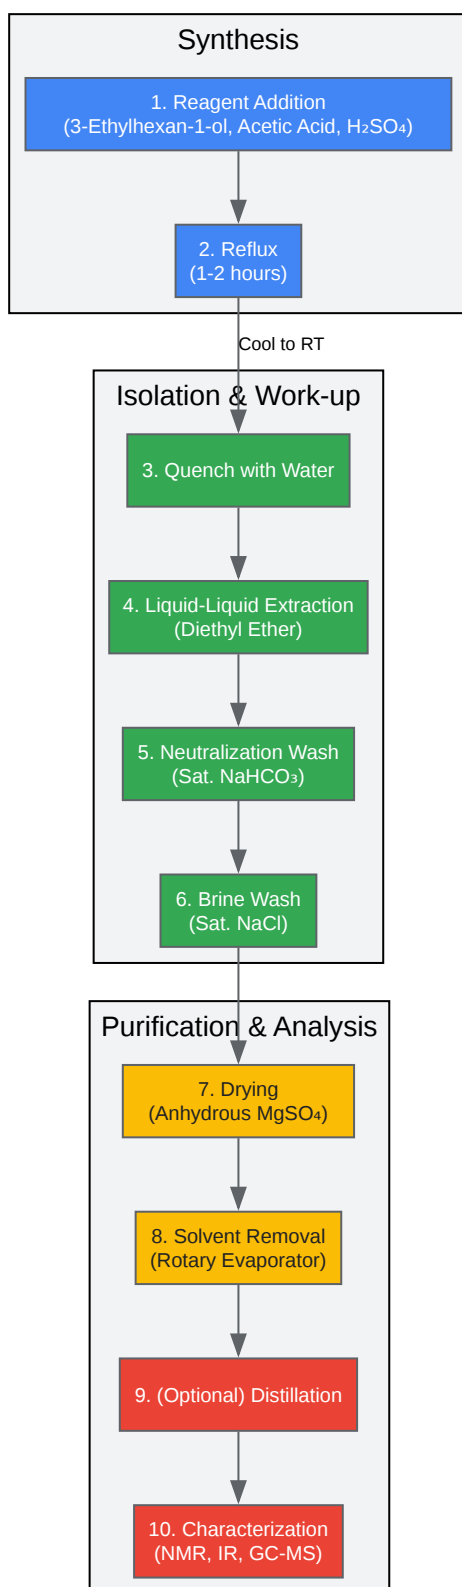 Synthesis
1. Reagent Addition
(3-Ethylhexan-1-ol, Acetic Acid, H₂SO₄)
2. Reflux
(1-2 hours)
Cool to RT
Isolation & Work-up
3. Quench with Water
4. Liquid-Liquid Extraction
(Diethyl Ether)
5. Neutralization Wash
(Sat. NaHCO₃)
6. Brine Wash
(Sat. NaCl)
Purification & Analysis
7. Drying
(Anhydrous MgSO₄)
8. Solvent Removal
(Rotary Evaporator)
9. (Optional) Distillation
10. Characterization
(NMR, IR, GC-MS)